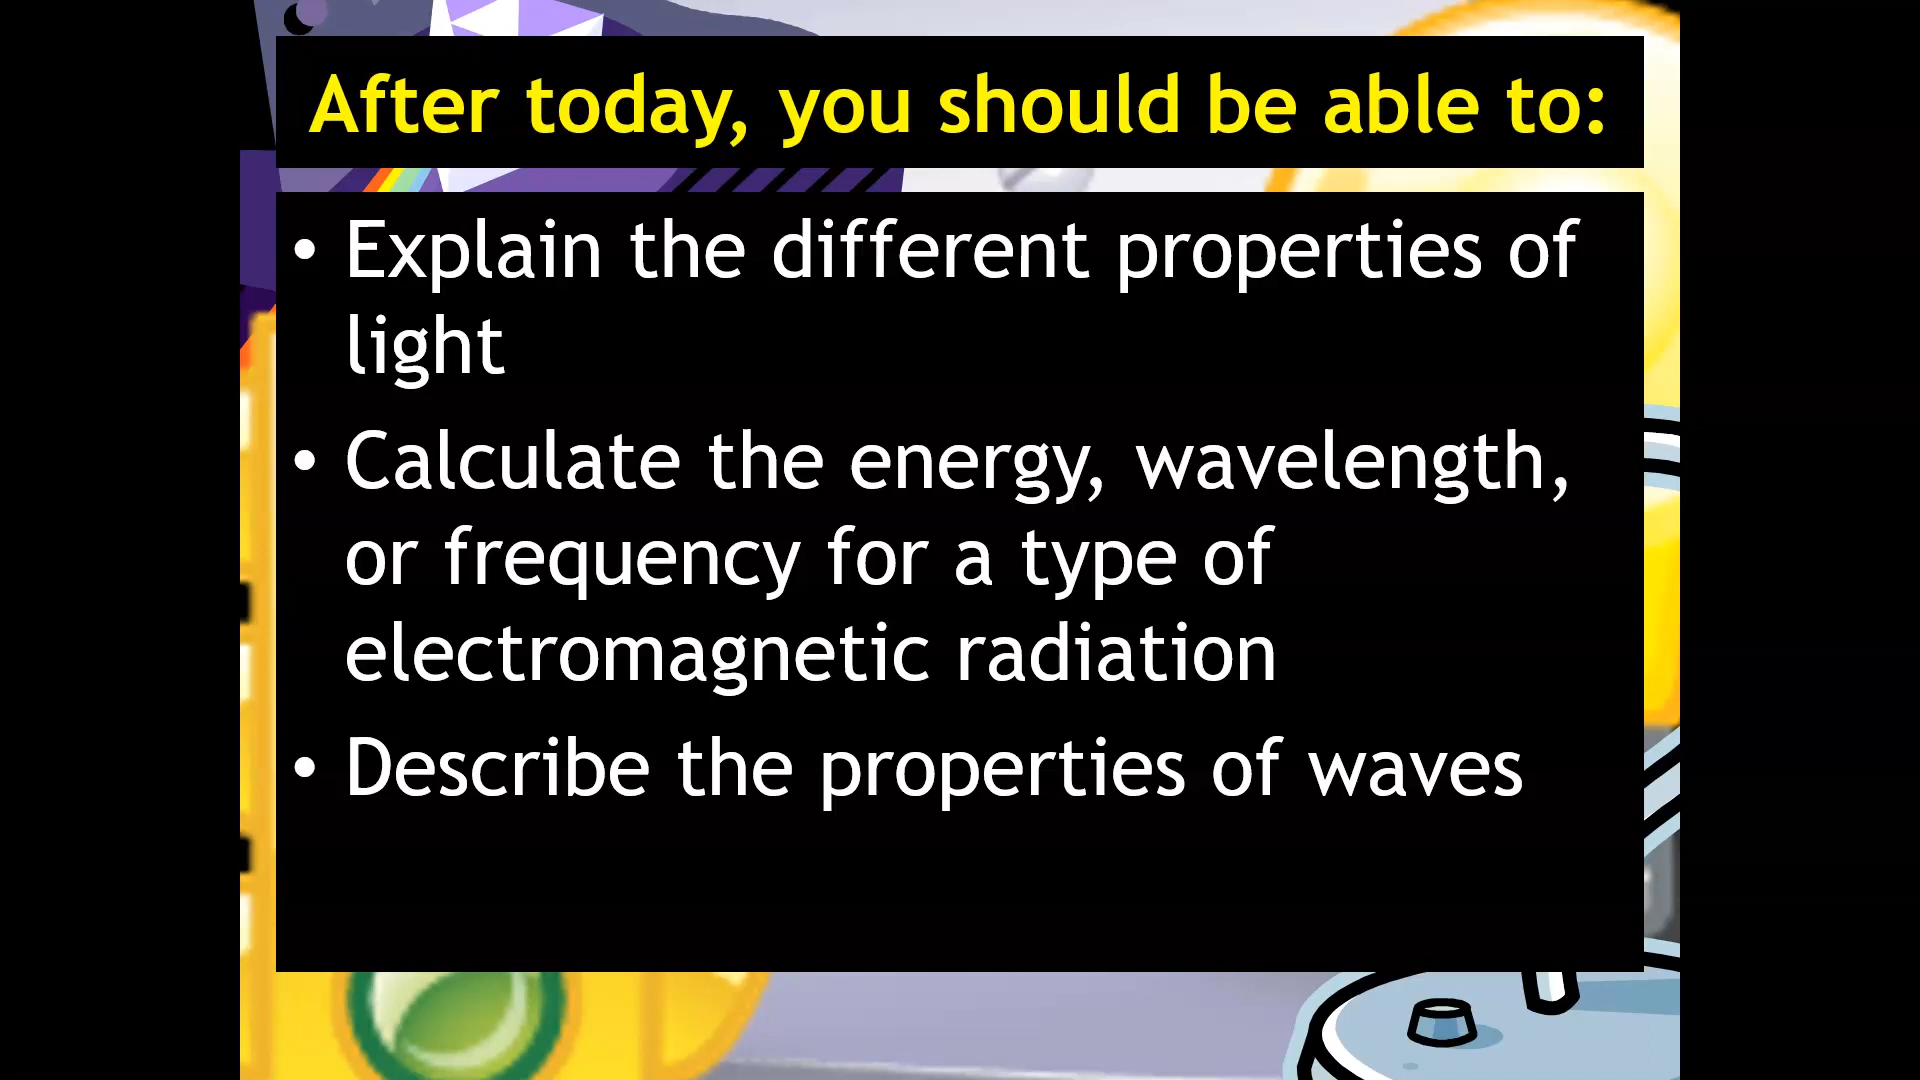 After today, you should be able to:
• Explain the different properties of
light
• Calculate the energy, wavelength,
or frequency for a type of
electromagnetic radiation
• Describe the properties of waves